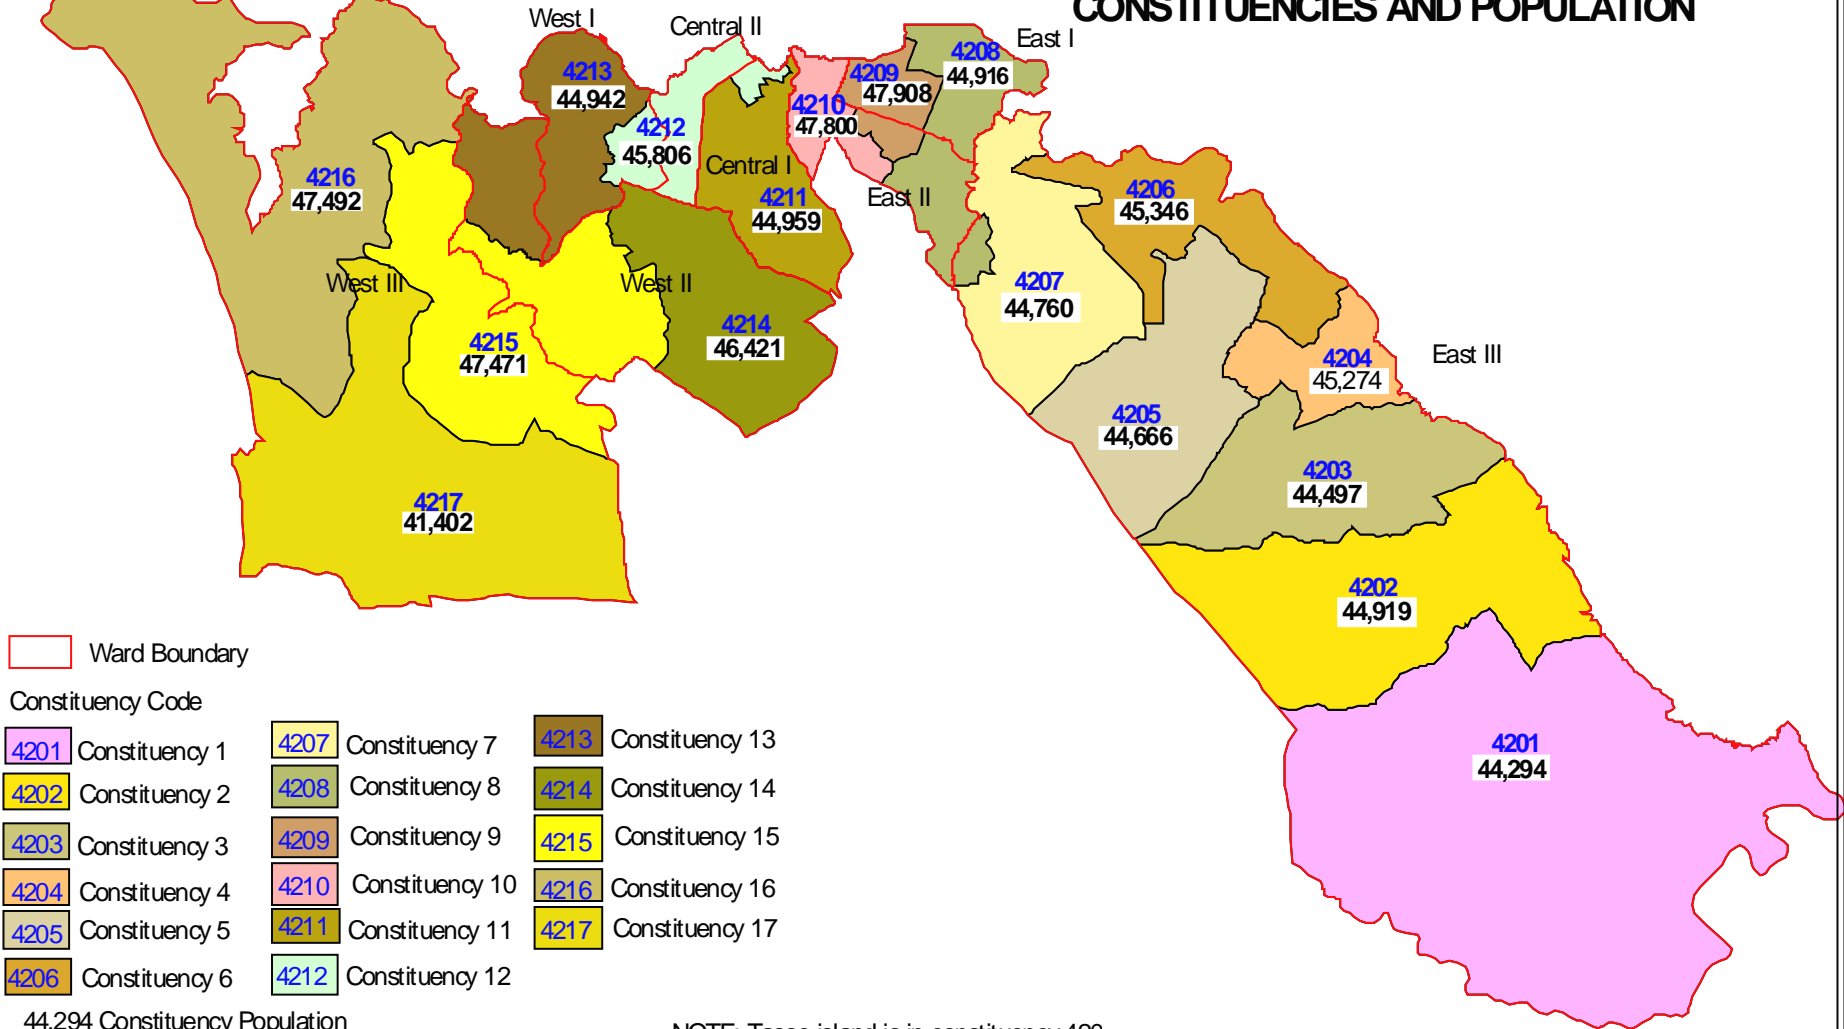 CONSTITUENCIES AND POPULATION
West I
Central II
East I
4213
44,942
4208
44,916
4209
47,908
4210
47,800
4212
45,806
Central I
4216
47,492
4211
44,959
East II
4206
45,346
West III
West II
4207
44,760
4214
46,421
4215
47,471
4204
45,274
East III
4205
44,666
4203
44,497
4217
41,402
4202
44,919
4201
44,294
Ward Boundary
Constituency Code
4201 Constituency 1
4202 Constituency 2
4203 Constituency 3
4204 Constituency 4
4205 Constituency 5
4206 Constituency 6
4207 Constituency 7
4208 Constituency 8
4209 Constituency 9
4210 Constituency 10
4211 Constituency 11
4212 Constituency 12
4213 Constituency 13
4214 Constituency 14
4215 Constituency 15
4216 Constituency 16
4217 Constituency 17
44,294 Constituency Population
NOTE: Tasso island is in constituency